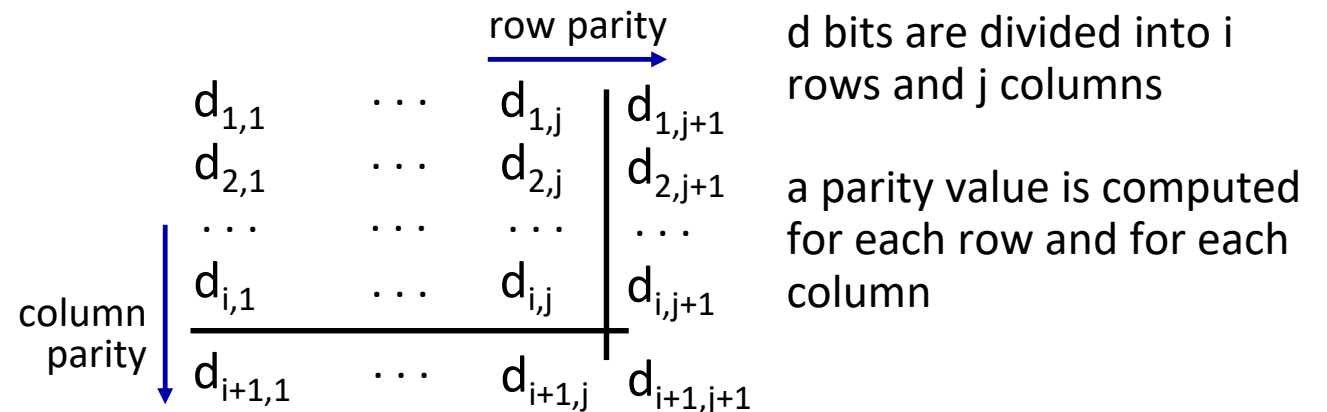 row parity
d1,1 . . . d1,j d1,j+1
d2,1 . . . d2,j d2,j+1
. . . . . . . . . . . .
di,1 . . . di,j di,j+1
column
parity
di+1,1 . . . di+1,j di+1,j+1
d bits are divided into i
rows and j columns
a parity value is computed
for each row and for each
column